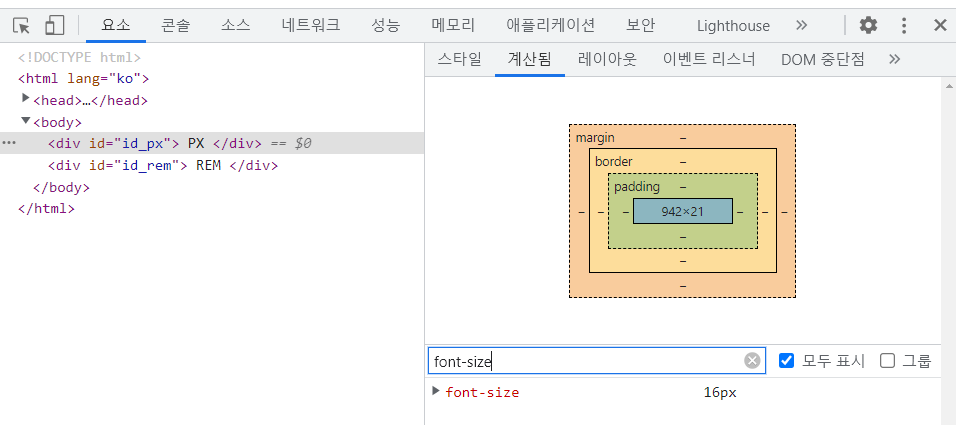 요소 콘솔 소스 네트워크 성능 메모리 애플리케이션 보안 Lighthouse »
<!DOCTYPE html>
<html lang="ko">
<head>…</head>
<body>
<div id="id_px"> PX </div> == $0
<div id="id_rem"> REM </div>
</body>
</html>
스타일 계산됨 레이아웃 이벤트 리스너 DOM 중단점 »
margin –
border –
padding –
– – – 942×21 – – –
–
–
–
font-size 모두 표시 그룹
font-size 16px